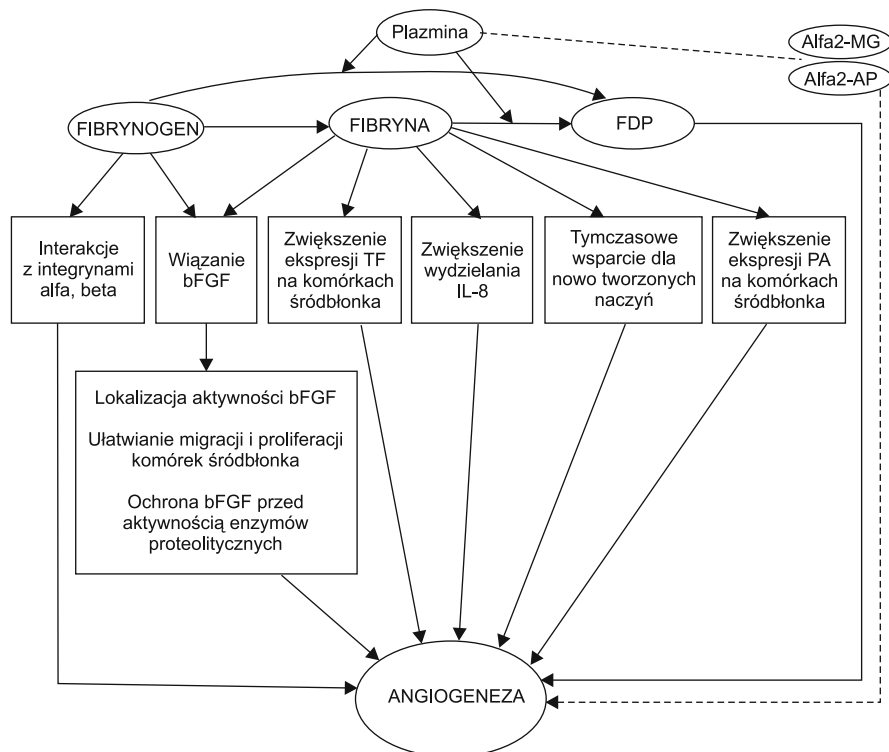 Plazmina
Alfa2-MG
Alfa2-AP
FIBRYNOGEN
FIBRYNA
FDP
Interakcje
z integrynami
alfa, beta
Wiązanie
bFGF
Zwiększenie
ekspresji TF
na komórkach
śródbłonka
Zwiększenie
wydzielania
IL-8
Tymczasowe
wsparcie dla
nowo tworzonych
naczyń
Zwiększenie
ekspresji PA
na komórkach
śródbłonka
Lokalizacja aktywności bFGF
Ułatwianie migracji i proliferacji
komórek śródbłonka
Ochrona bFGF przed
aktywnością enzymów
proteolitycznych
ANGIOGENEZA